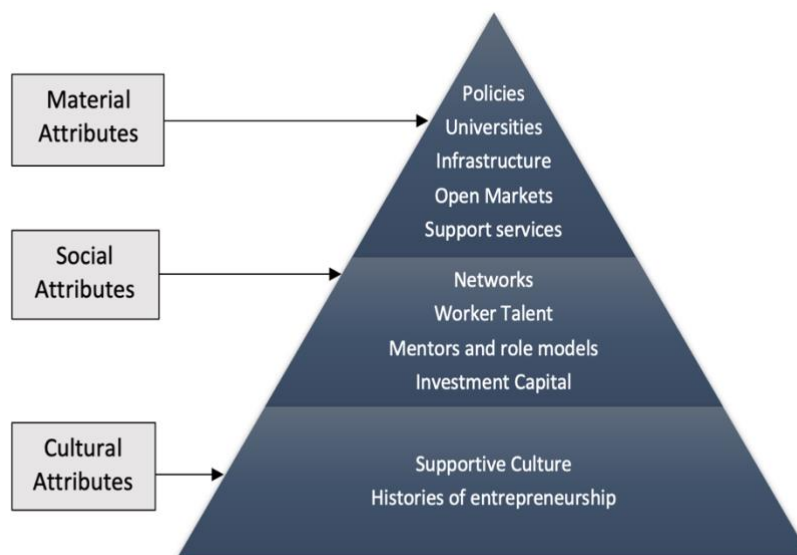 Material
Attributes
Policies
Universities
Infrastructure
Open Markets
Support services
Social
Attributes
Networks
Worker Talent
Mentors and role models
Investment Capital
Cultural
Attributes
Supportive Culture
Histories of entrepreneurship